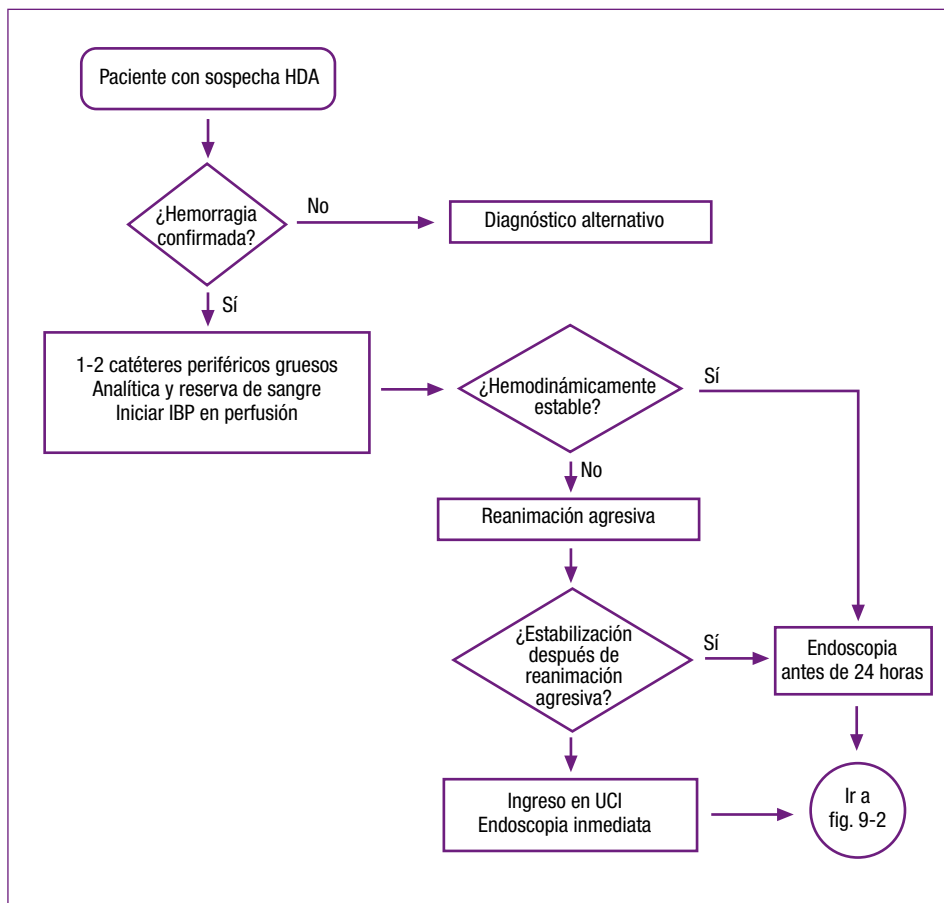 Paciente con sospecha HDA
¿Hemorragia
confirmada?
No
Diagnóstico alternativo
Sí
1-2 catéteres periféricos gruesos
Analítica y reserva de sangre
Iniciar IBP en perfusión
¿Hemodinámicamente
estable?
Sí
No
Reanimación agresiva
¿Estabilización
después de
reanimación
agresiva?
Sí
Endoscopia
antes de 24 horas
Ingreso en UCI
Endoscopia inmediata
Ir a
fig. 9-2